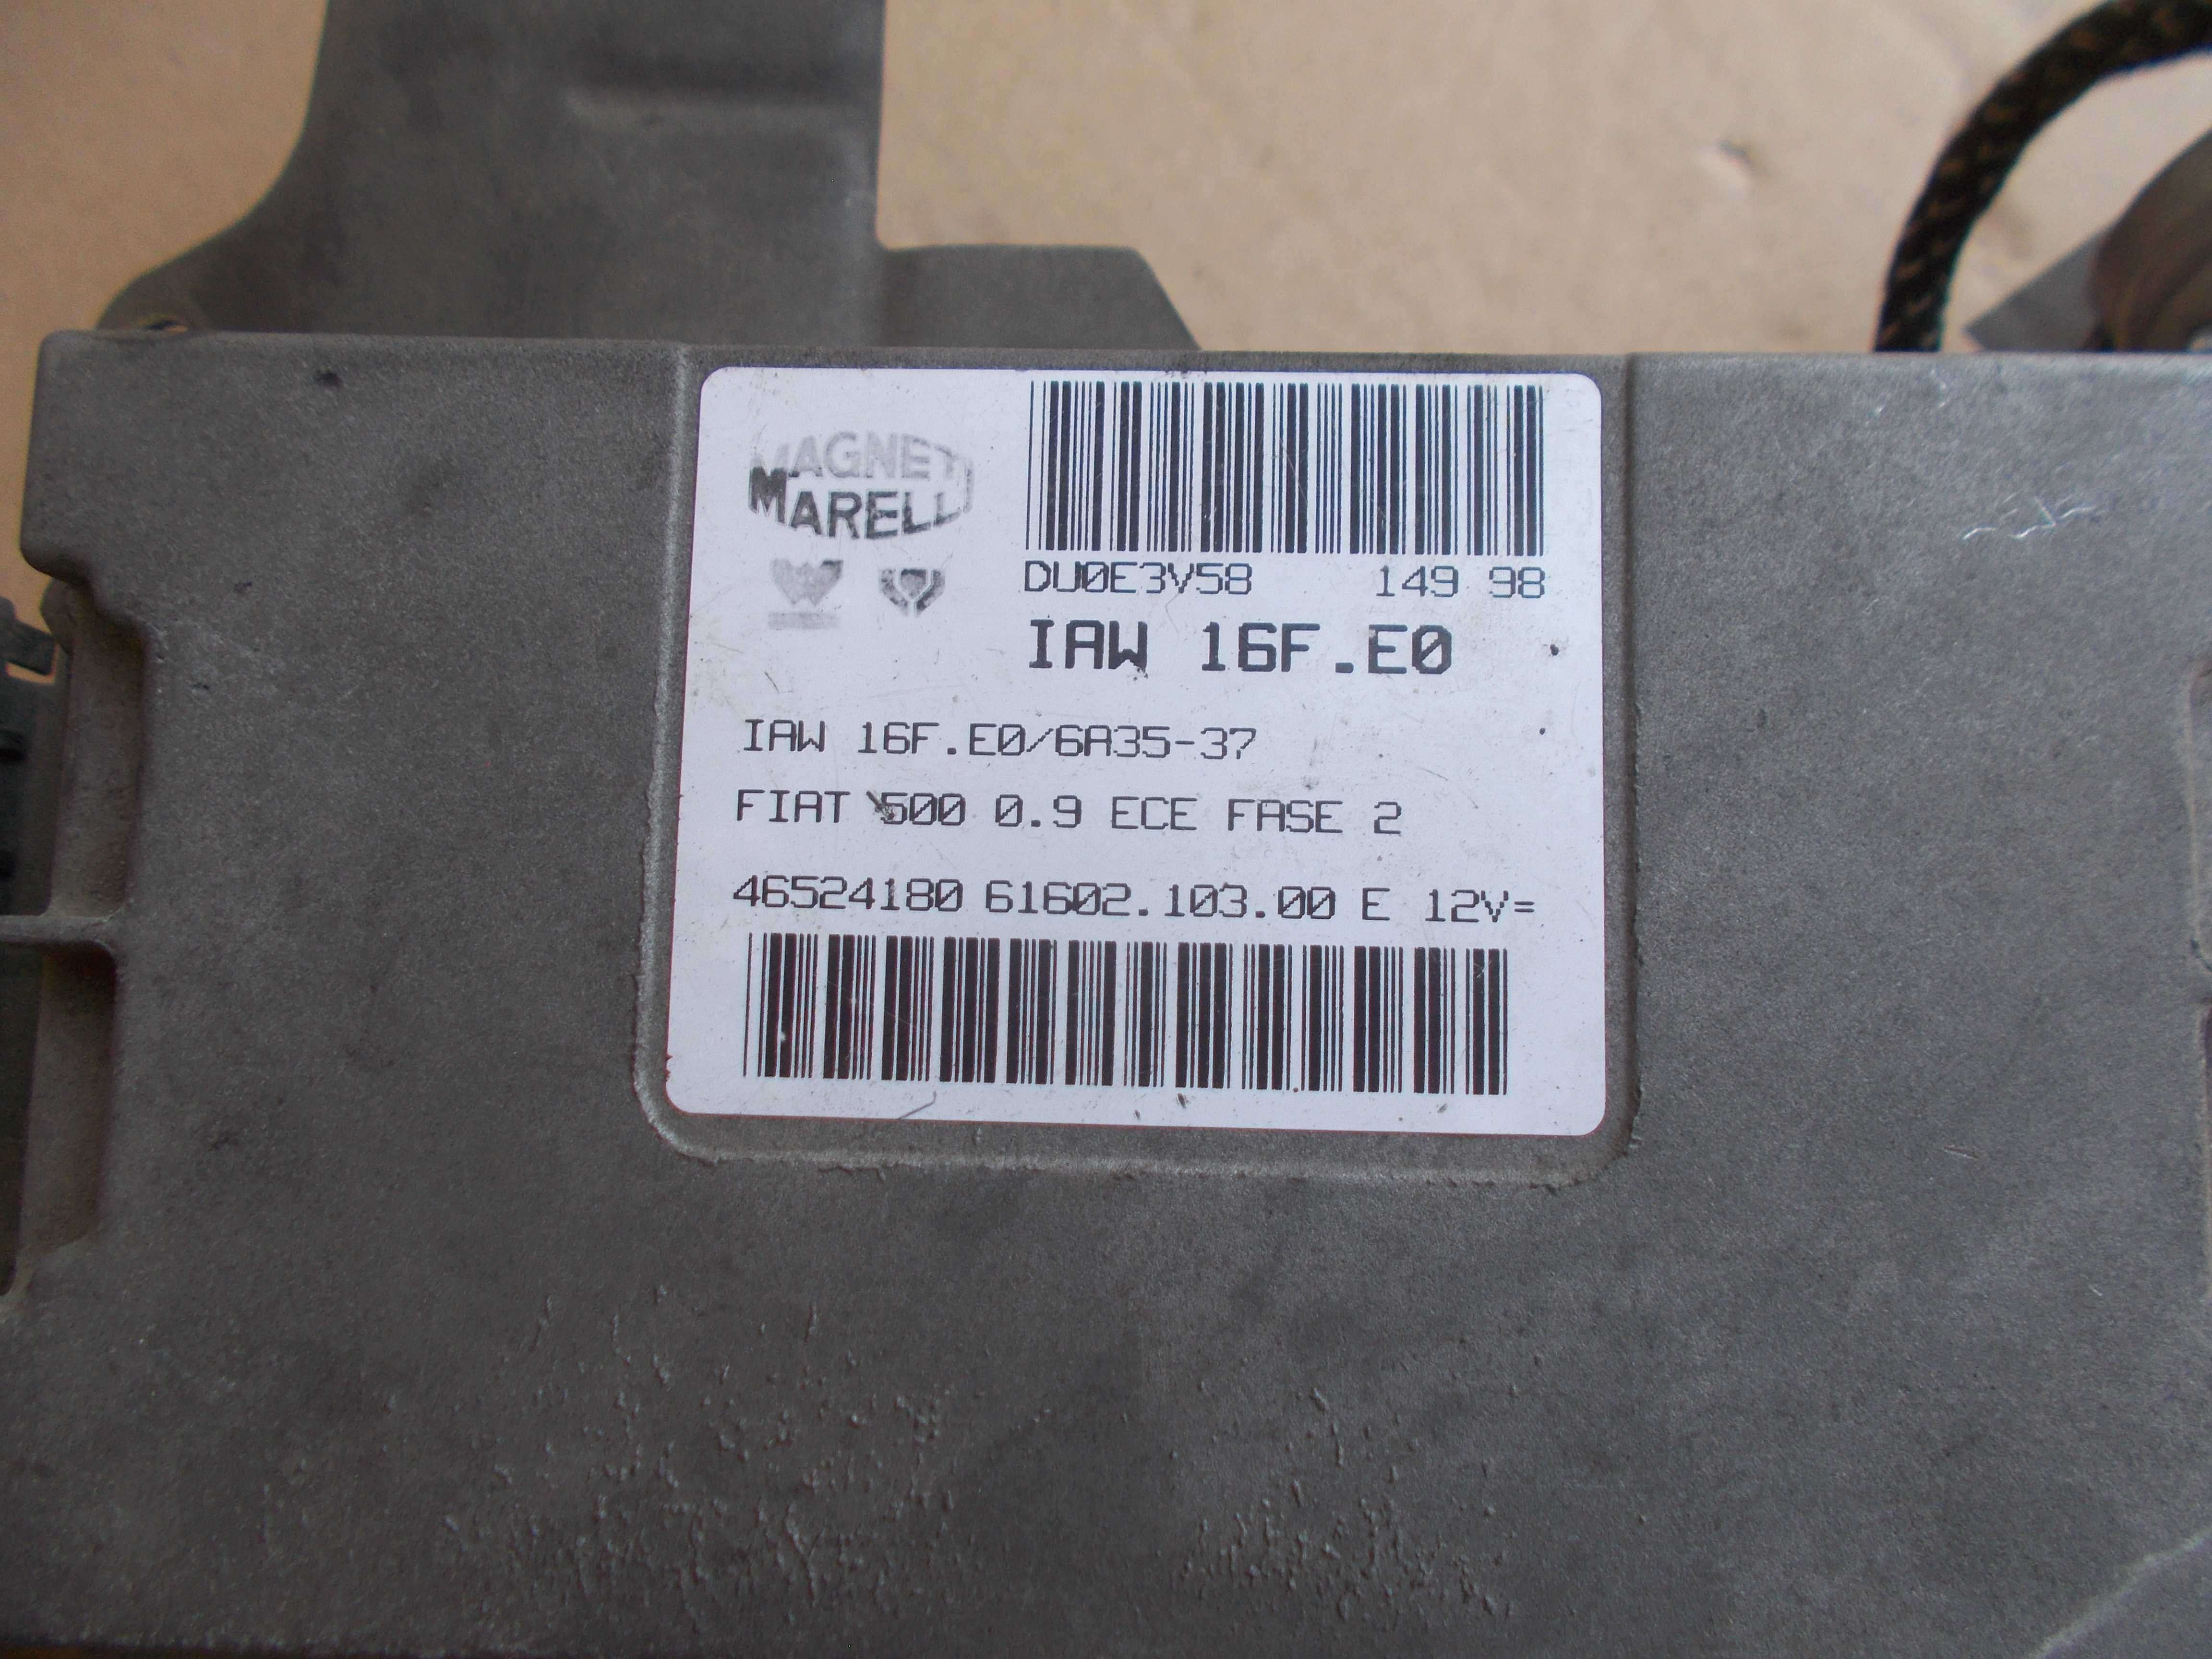 MAGNETI
MARELLI
DU0E3V58 149 98
IAW 16F.E0
IAW 16F.E0/6A35-37
FIAT 500 0.9 ECE FASE 2
46524180 61602.103.00 E 12V=